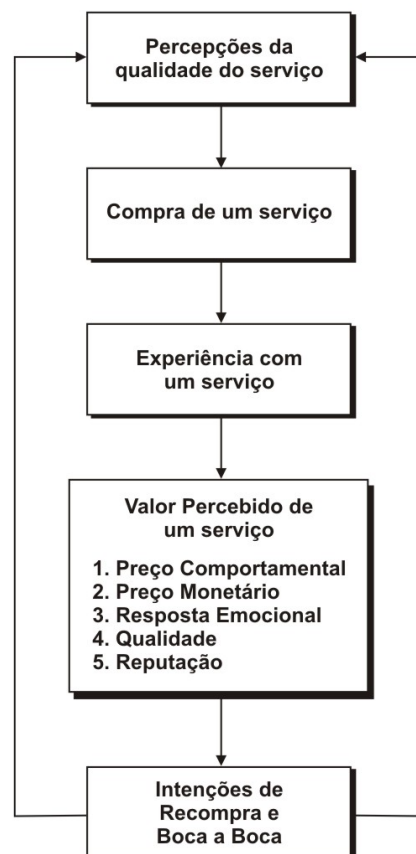 Percepções da
qualidade do serviço
Compra de um serviço
Experiência com
um serviço
Valor Percebido de
um serviço
1. Preço Comportamental
2. Preço Monetário
3. Resposta Emocional
4. Qualidade
5. Reputação
Intenções de
Recompra e
Boca a Boca